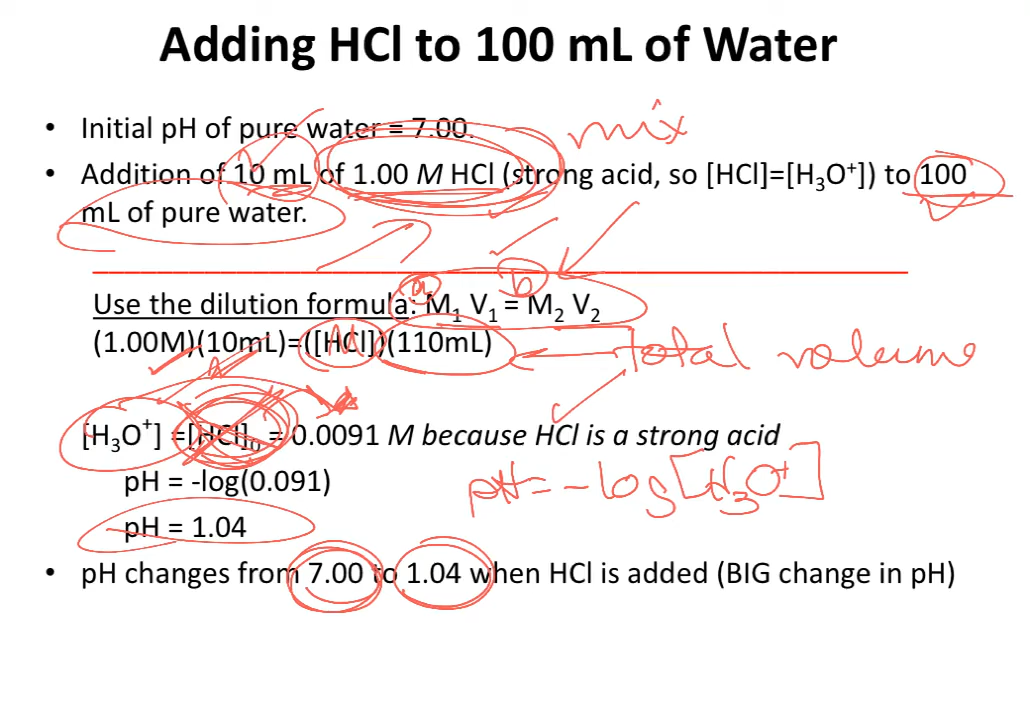 Adding HCl to 100 mL of Water
• Initial pH of pure water = 7.00.
mix
• Addition of 10 mL of 1.00 M HCl (strong acid, so [HCl]=[H₃O⁺]) to 100
mL of pure water.
a b
Use the dilution formula: M₁ V₁ = M₂ V₂
(1.00M)(10mL)=([HCl])(110mL)
M
Total volume
[H₃O⁺] =[HCl]₀ = 0.0091 M because HCl is a strong acid
pH = -log(0.091)
pH = -log[H₃O⁺]
pH = 1.04
• pH changes from 7.00 to 1.04 when HCl is added (BIG change in pH)